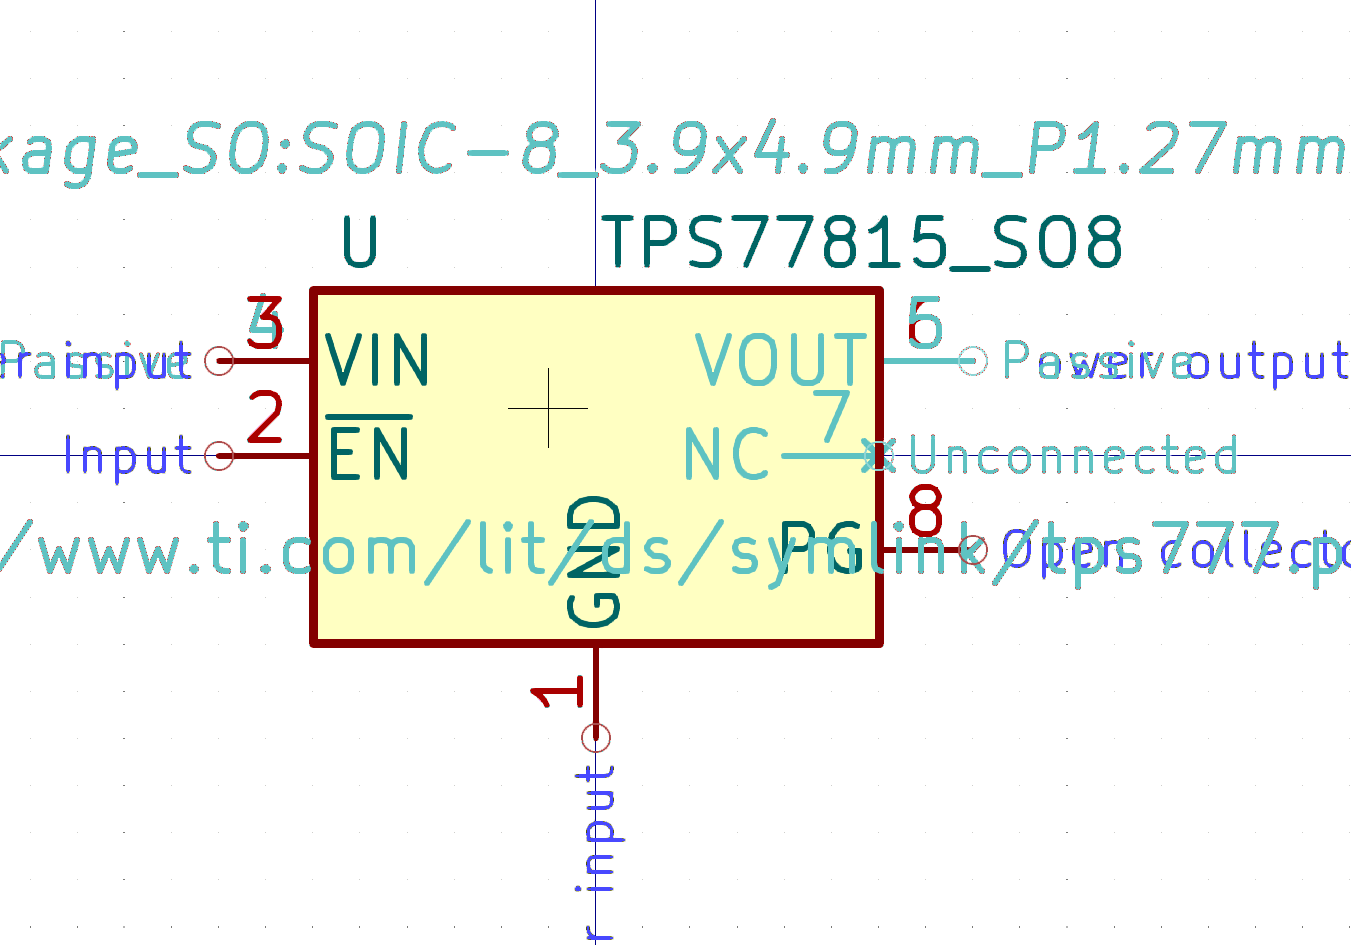 kage_SO:SOIC-8_3.9x4.9mm_P1.27mm
U TPS77815_SO8
3 4 5 6
Passive input VIN VOUT Passive output
2 7
Input EN NC Unconnected
8
/www.ti.com/lit/ds/symlink/tps777.p
GND PG Open collecto
1
r input